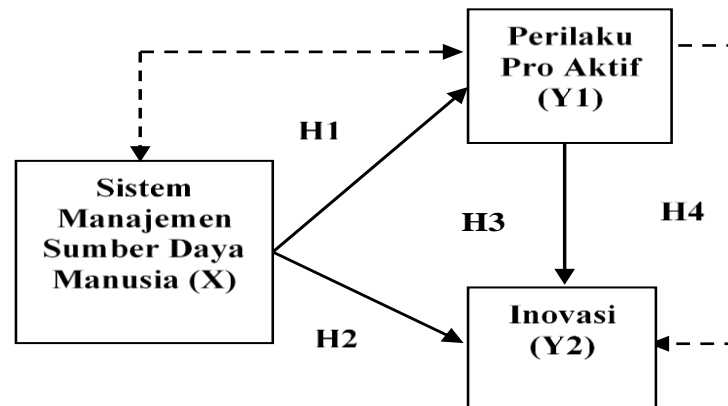 Perilaku
Pro Aktif
(Y1)
H1
Sistem
Manajemen
Sumber Daya
Manusia (X)
H3
H4
Inovasi
(Y2)
H2